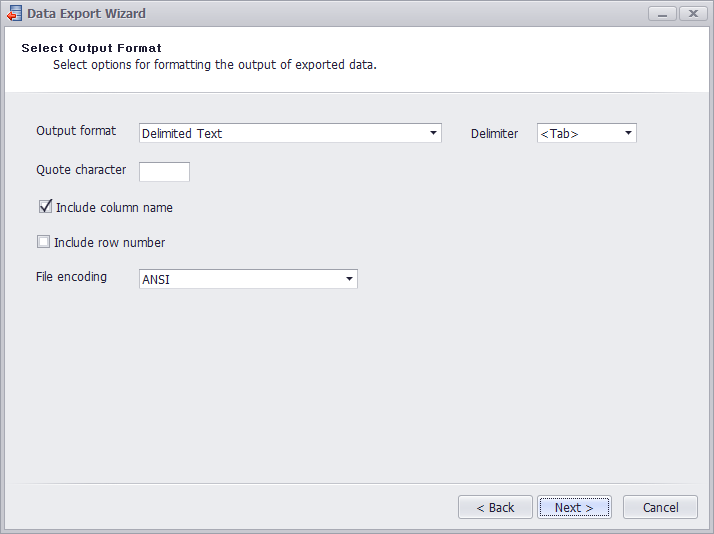 Data Export Wizard
Select Output Format
Select options for formatting the output of exported data.
Output format Delimited Text Delimiter <Tab>
Quote character
Include column name
Include row number
File encoding ANSI
< Back Next > Cancel